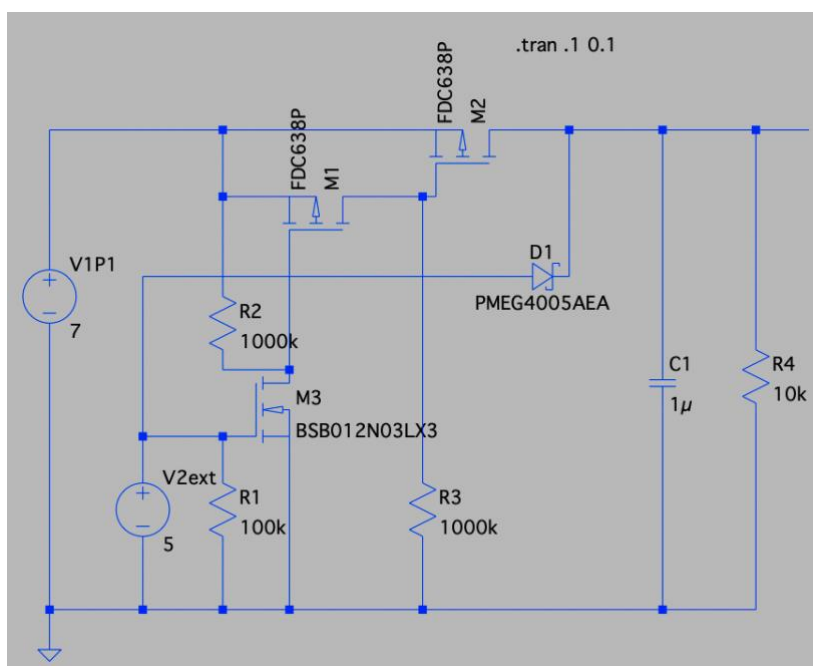 .tran .1 0.1
FDC638P
M2
FDC638P
M1
V1P1
7
D1
PMEG4005AEA
R2
1000k
M3
BSB012N03LX3
C1
1µ
R4
10k
V2ext
5
R1
100k
R3
1000k